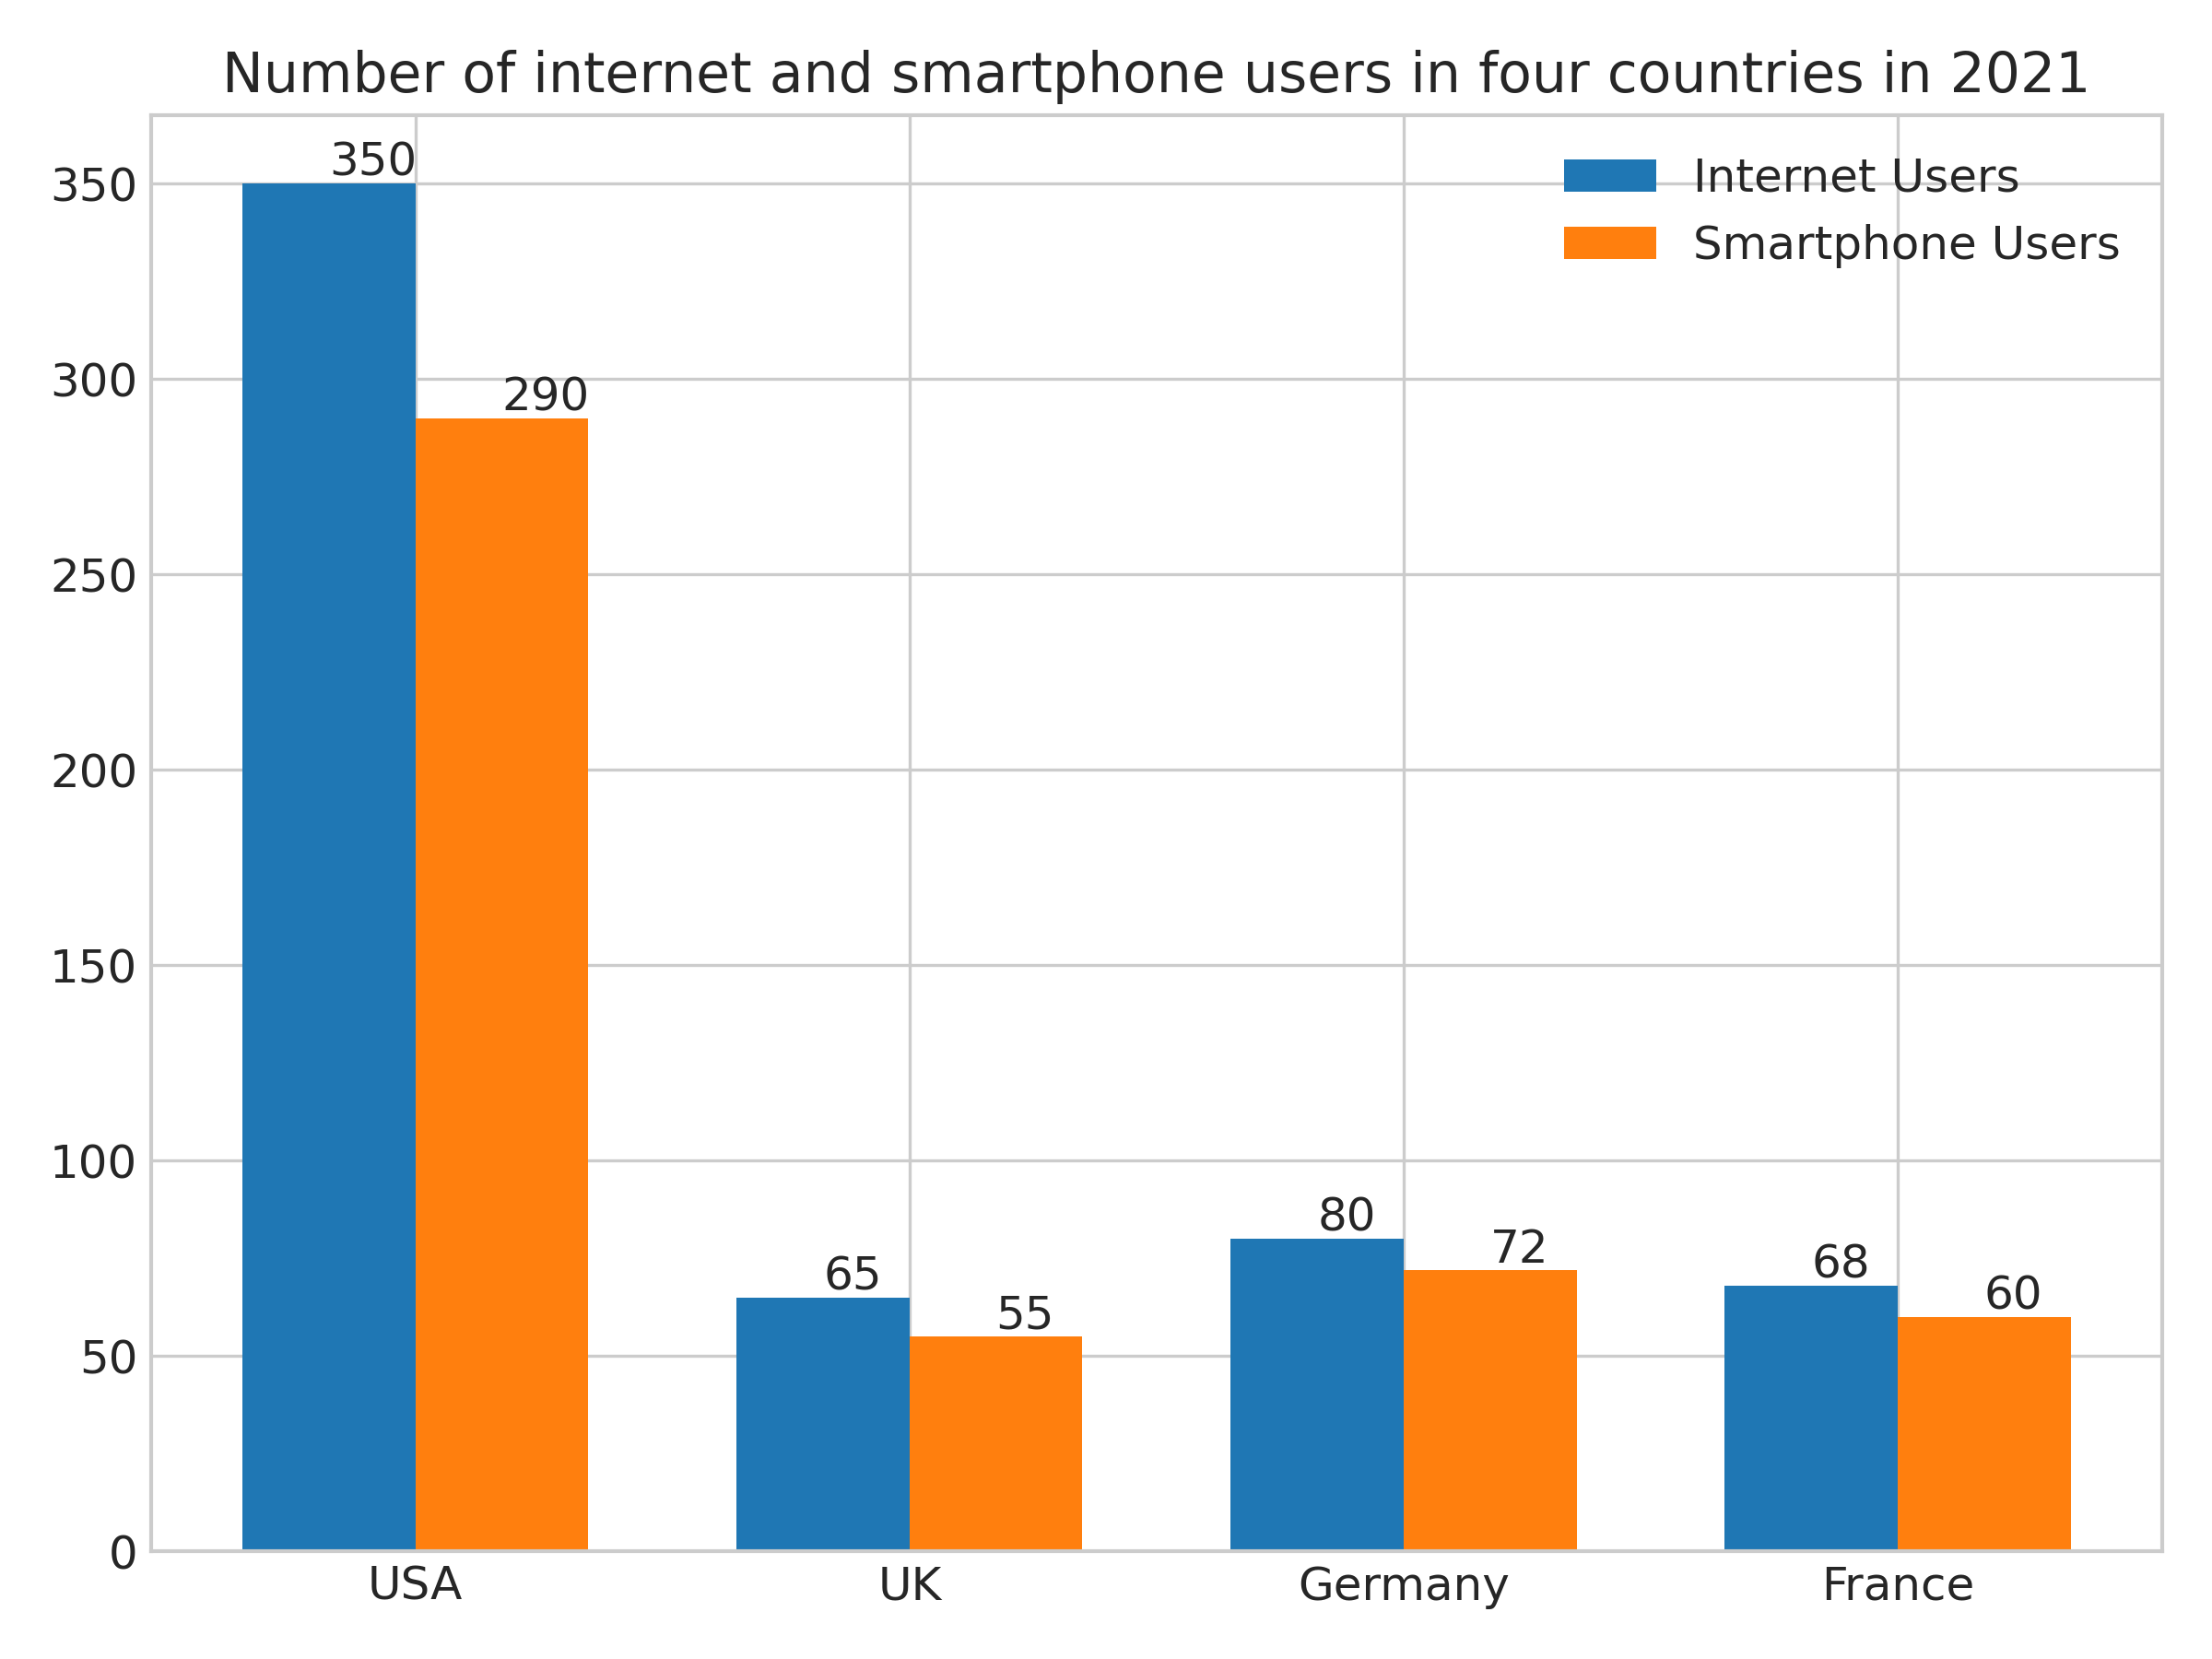 Number of internet and smartphone users in four countries in 2021
350
300
250
200
150
100
50
0
350
290
65
55
80
72
68
60
Internet Users
Smartphone Users
USA
UK
Germany
France